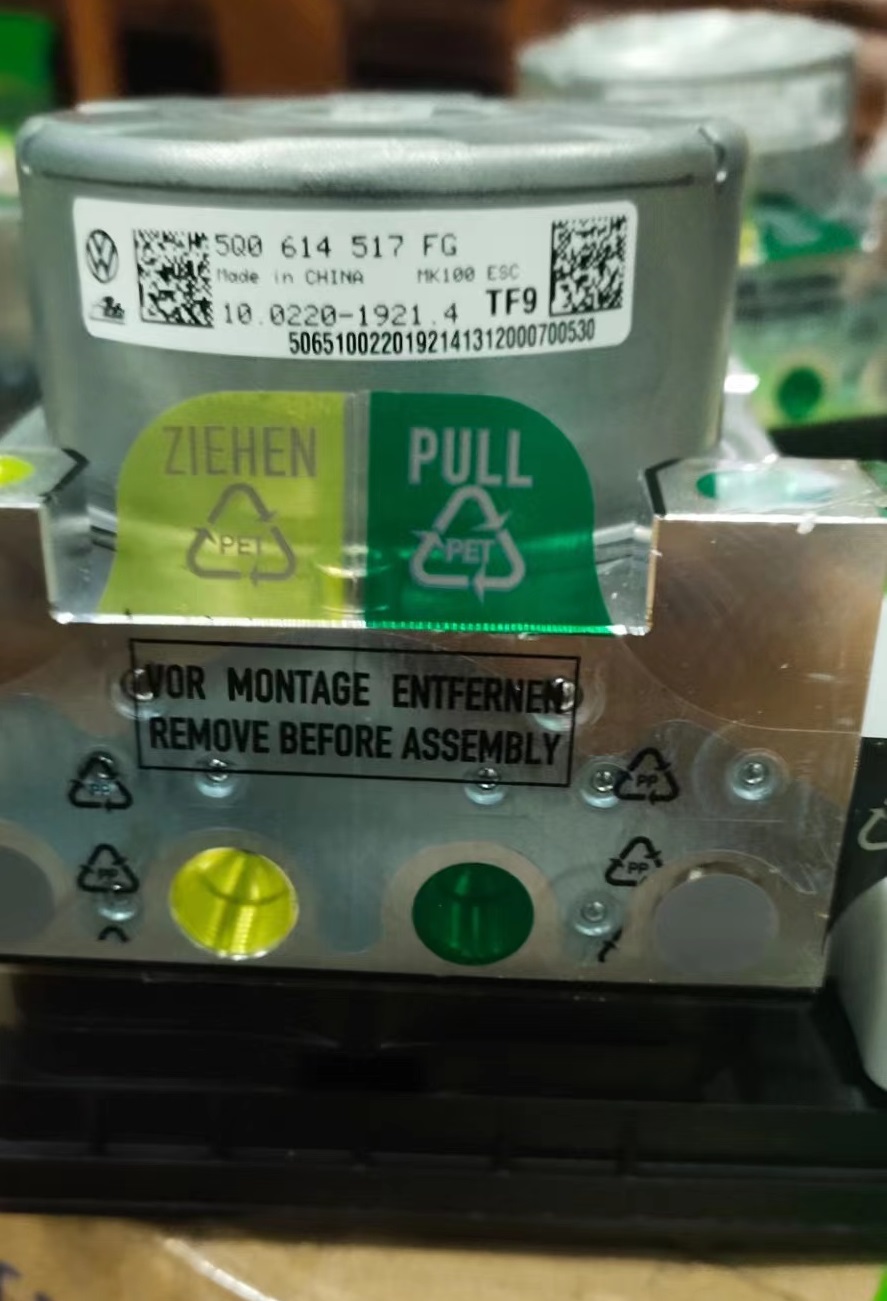 5Q0 614 517 FG
Made in CHINA MK100 ESC
10.0220-1921.4 TF9
5065100220192141312000700530
ZIEHEN PULL
PET PET
VOR MONTAGE ENTFERNEN
REMOVE BEFORE ASSEMBLY
PP PP
PP PP